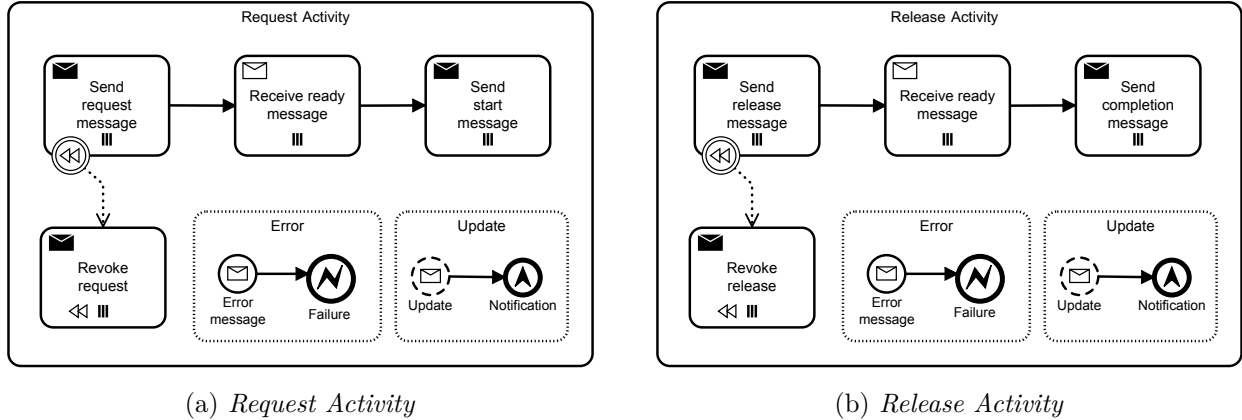 Request Activity
Send
request
message
Receive ready
message
Send
start
message
Revoke
request
Error
Error
message
Failure
Update
Update
Notification
(a) Request Activity
Release Activity
Send
release
message
Receive ready
message
Send
completion
message
Revoke
release
Error
Error
message
Failure
Update
Update
Notification
(b) Release Activity